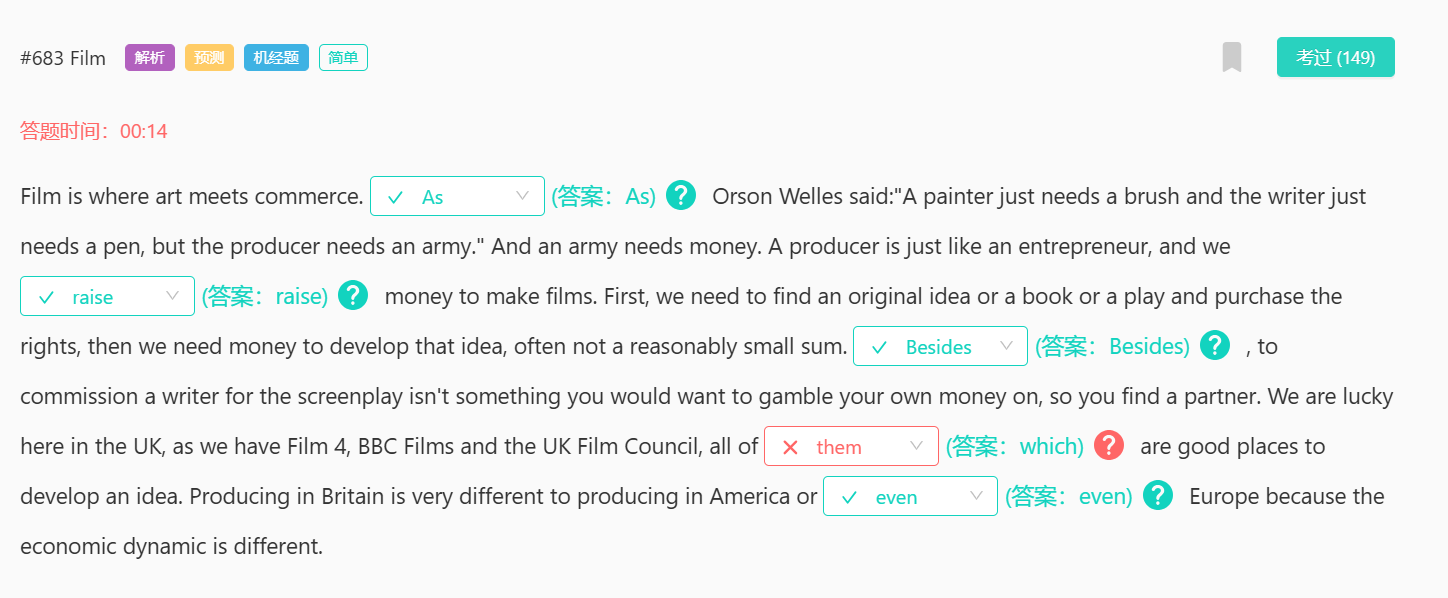 #683 Film 解析 预测 机经题 简单 考过 (149)
答题时间：00:14
Film is where art meets commerce. As (答案：As) ? Orson Welles said:"A painter just needs a brush and the writer just
needs a pen, but the producer needs an army." And an army needs money. A producer is just like an entrepreneur, and we
raise (答案：raise) ? money to make films. First, we need to find an original idea or a book or a play and purchase the
rights, then we need money to develop that idea, often not a reasonably small sum. Besides (答案：Besides) ? , to
commission a writer for the screenplay isn't something you would want to gamble your own money on, so you find a partner. We are lucky
here in the UK, as we have Film 4, BBC Films and the UK Film Council, all of them (答案：which) ? are good places to
develop an idea. Producing in Britain is very different to producing in America or even (答案：even) ? Europe because the
economic dynamic is different.